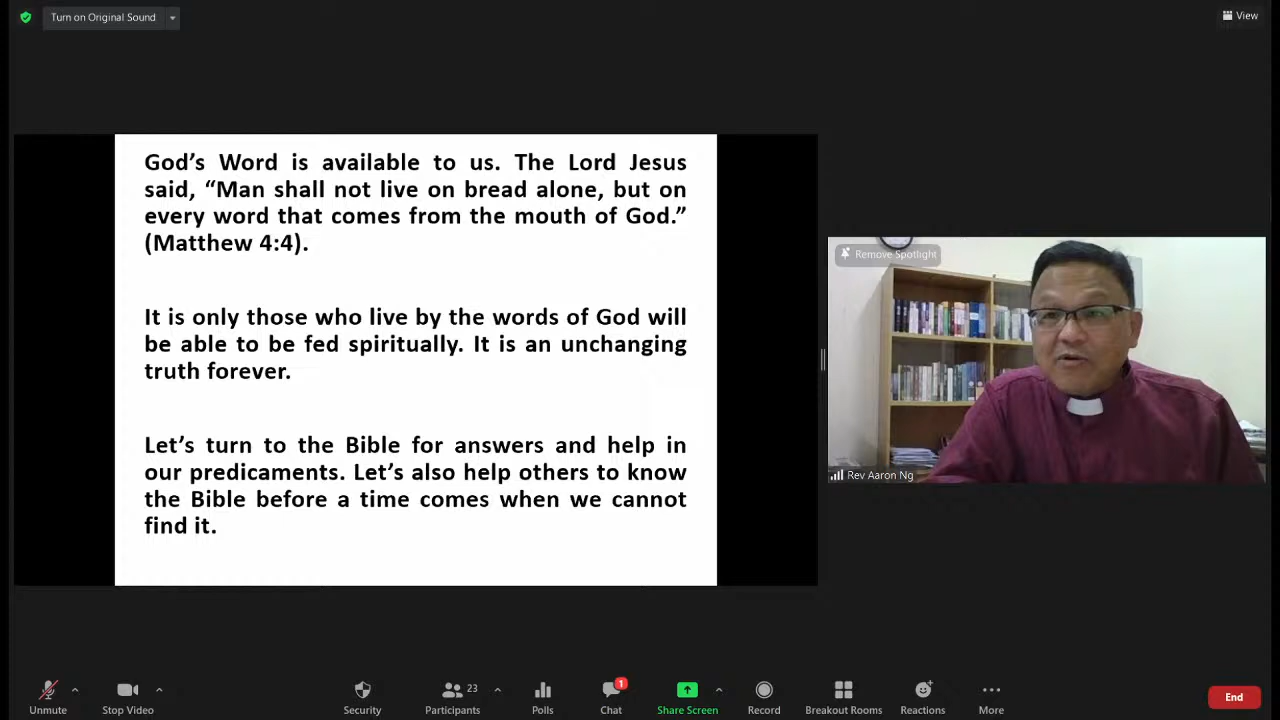 Turn on Original Sound
View
God's Word is available to us. The Lord Jesus
said, “Man shall not live on bread alone, but on
every word that comes from the mouth of God.”
(Matthew 4:4).
It is only those who live by the words of God will
be able to be fed spiritually. It is an unchanging
truth forever.
Let's turn to the Bible for answers and help in
our predicaments. Let's also help others to know
the Bible before a time comes when we cannot
find it.
Remove Spotlight
Rev Aaron Ng
Unmute
Stop Video
Security
23
Participants
Polls
1
Chat
Share Screen
Record
Breakout Rooms
Reactions
More
End